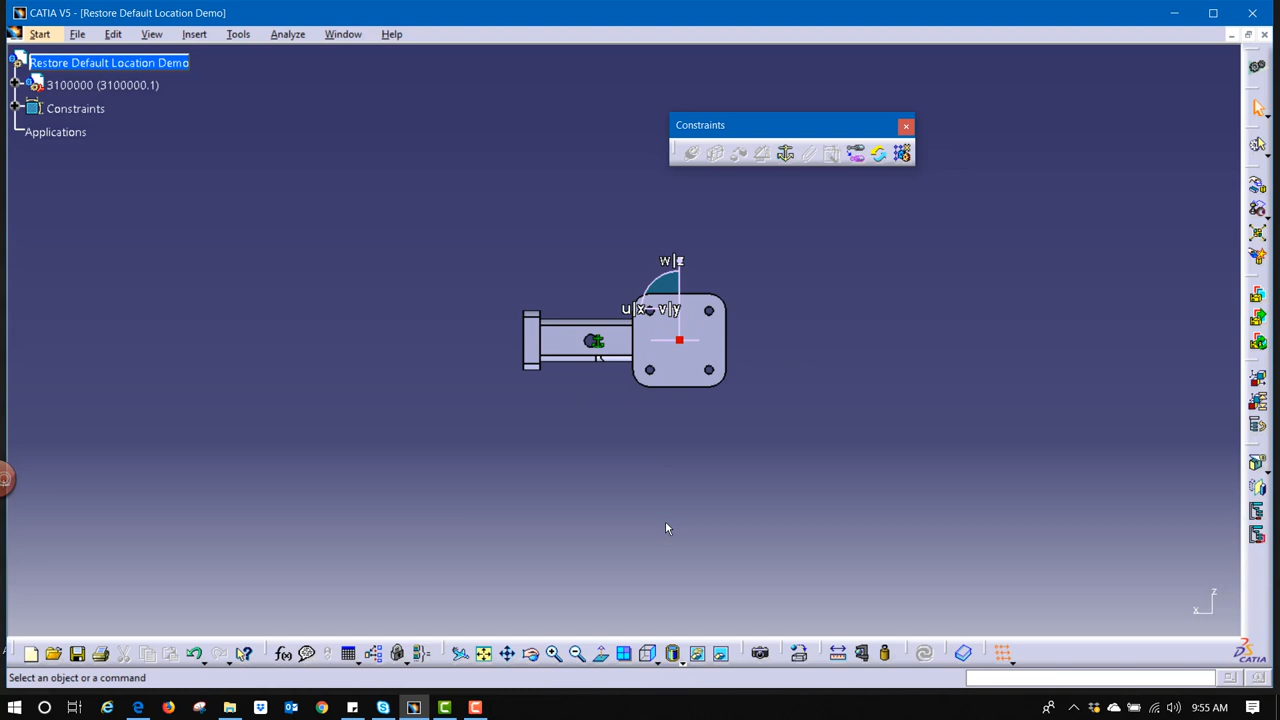 CATIA V5 - [Restore Default Location Demo]
Start File Edit View Insert Tools Analyze Window Help
Restore Default Location Demo
3100000 (3100000.1)
Constraints
Applications
Constraints
w|z
u|x v|y
z
x
f(x)
CATIA
Select an object or a command
9:55 AM